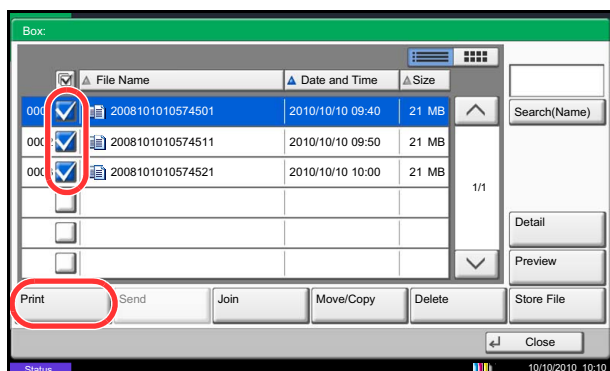 Box:
File Name Date and Time Size
2008101010574501 2010/10/10 09:40 21 MB
Search(Name)
2008101010574511 2010/10/10 09:50 21 MB
2008101010574521 2010/10/10 10:00 21 MB
1/1
Detail
Preview
Print Send Join Move/Copy Delete Store File
Close
Status 10/10/2010 10:10